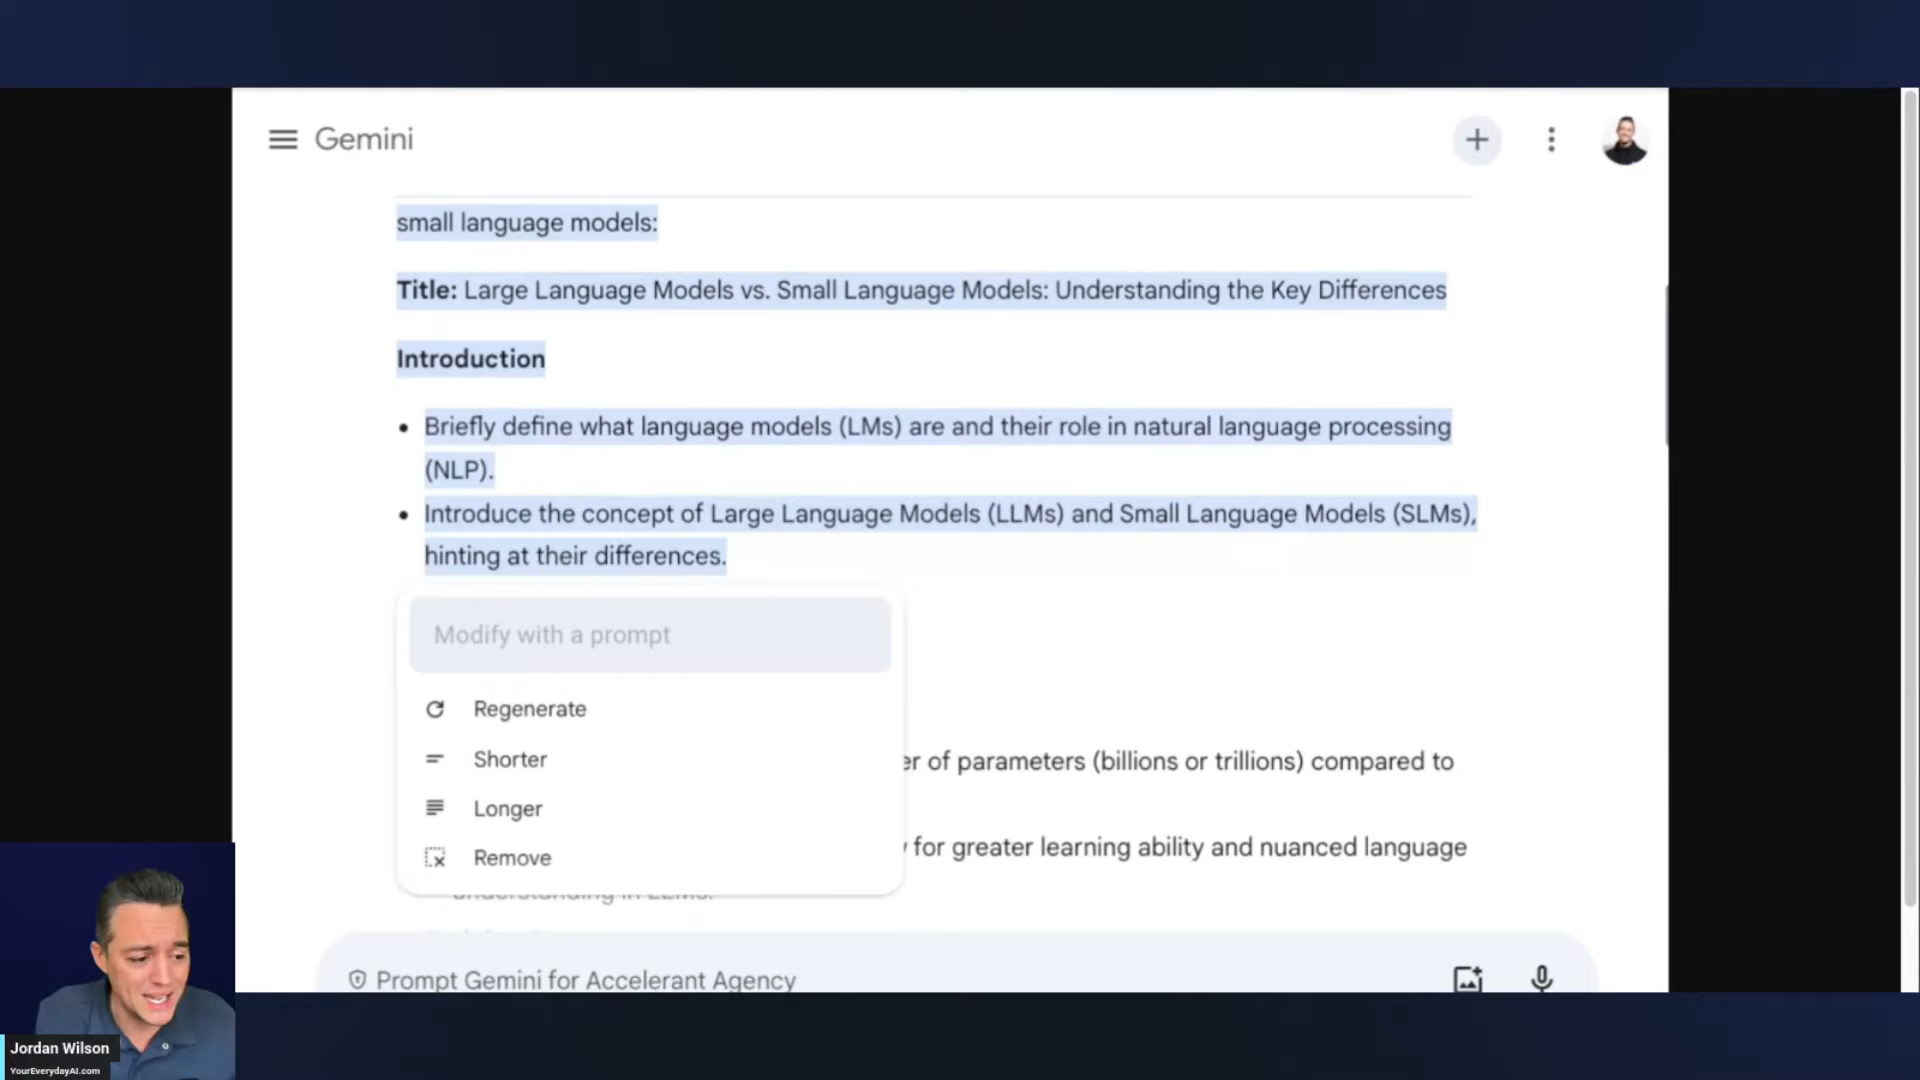 Gemini
small language models:
Title: Large Language Models vs. Small Language Models: Understanding the Key Differences
Introduction
Briefly define what language models (LMs) are and their role in natural language processing
(NLP).
Introduce the concept of Large Language Models (LLMs) and Small Language Models (SLMs),
hinting at their differences.
Modify with a prompt
Regenerate
Shorter
er of parameters (billions or trillions) compared to
Longer
for greater learning ability and nuanced language
Remove
understanding in LLMs.
Prompt Gemini for Accelerant Agency
Jordan Wilson
YourEverydayAI.com